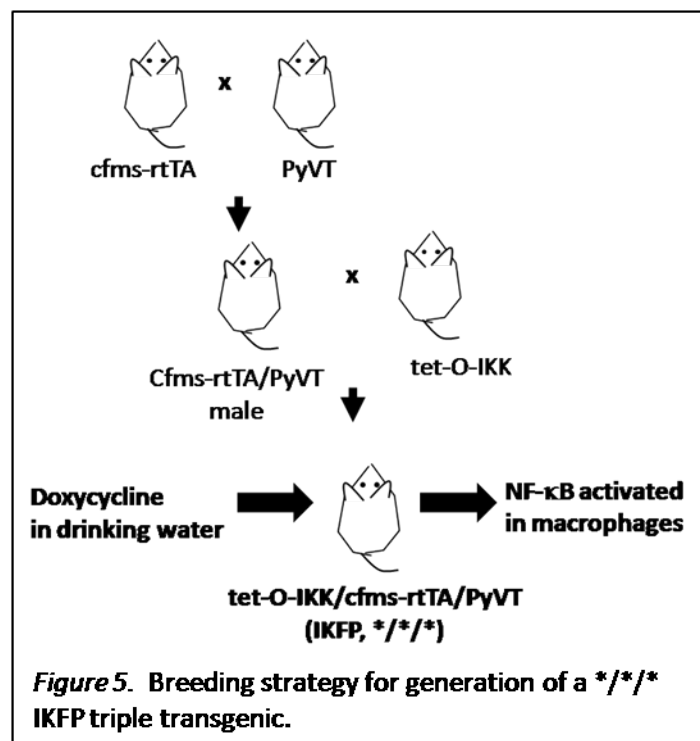 x
cfms-rtTA PyVT
x
Cfms-rtTA/PyVT
male
tet-O-IKK
Doxycycline
in drinking water
NF-κB activated
in macrophages
tet-O-IKK/cfms-rtTA/PyVT
(IKFP, */*/*)
Figure 5. Breeding strategy for generation of a */*/*
IKFP triple transgenic.